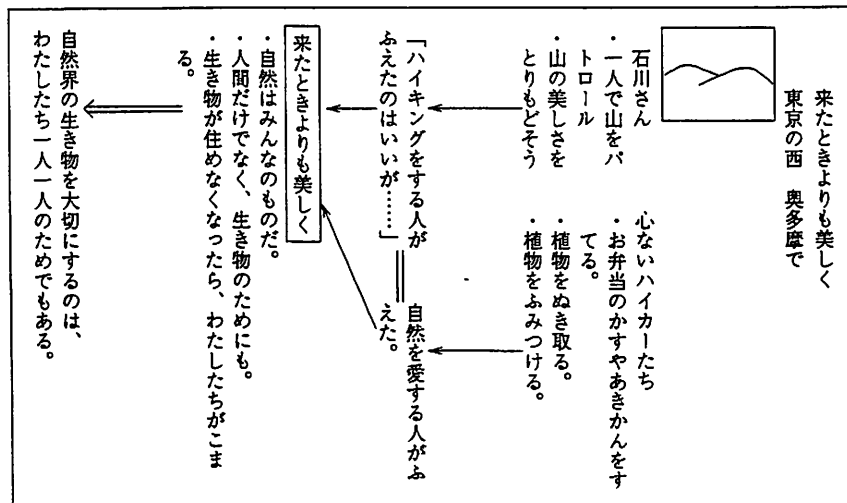 来たときよりも美しく
東京の西　奥多摩で
石川さん
・一人で山をパ
トロール
・山の美しさを
とりもどそう
心ないハイカーたち
・お弁当のかすやあきかんをす
てる。
・植物をぬき取る。
・植物をふみつける。
「ハイキングをする人が
ふえたのはいいが……」
自然を愛する人がふ
えた。
来たときよりも美しく
・自然はみんなのものだ。
・人間だけでなく、生き物のためにも。
・生き物が住めなくなったら、わたしたちがこま
る。
自然界の生き物を大切にするのは、
わたしたち一人一人のためでもある。